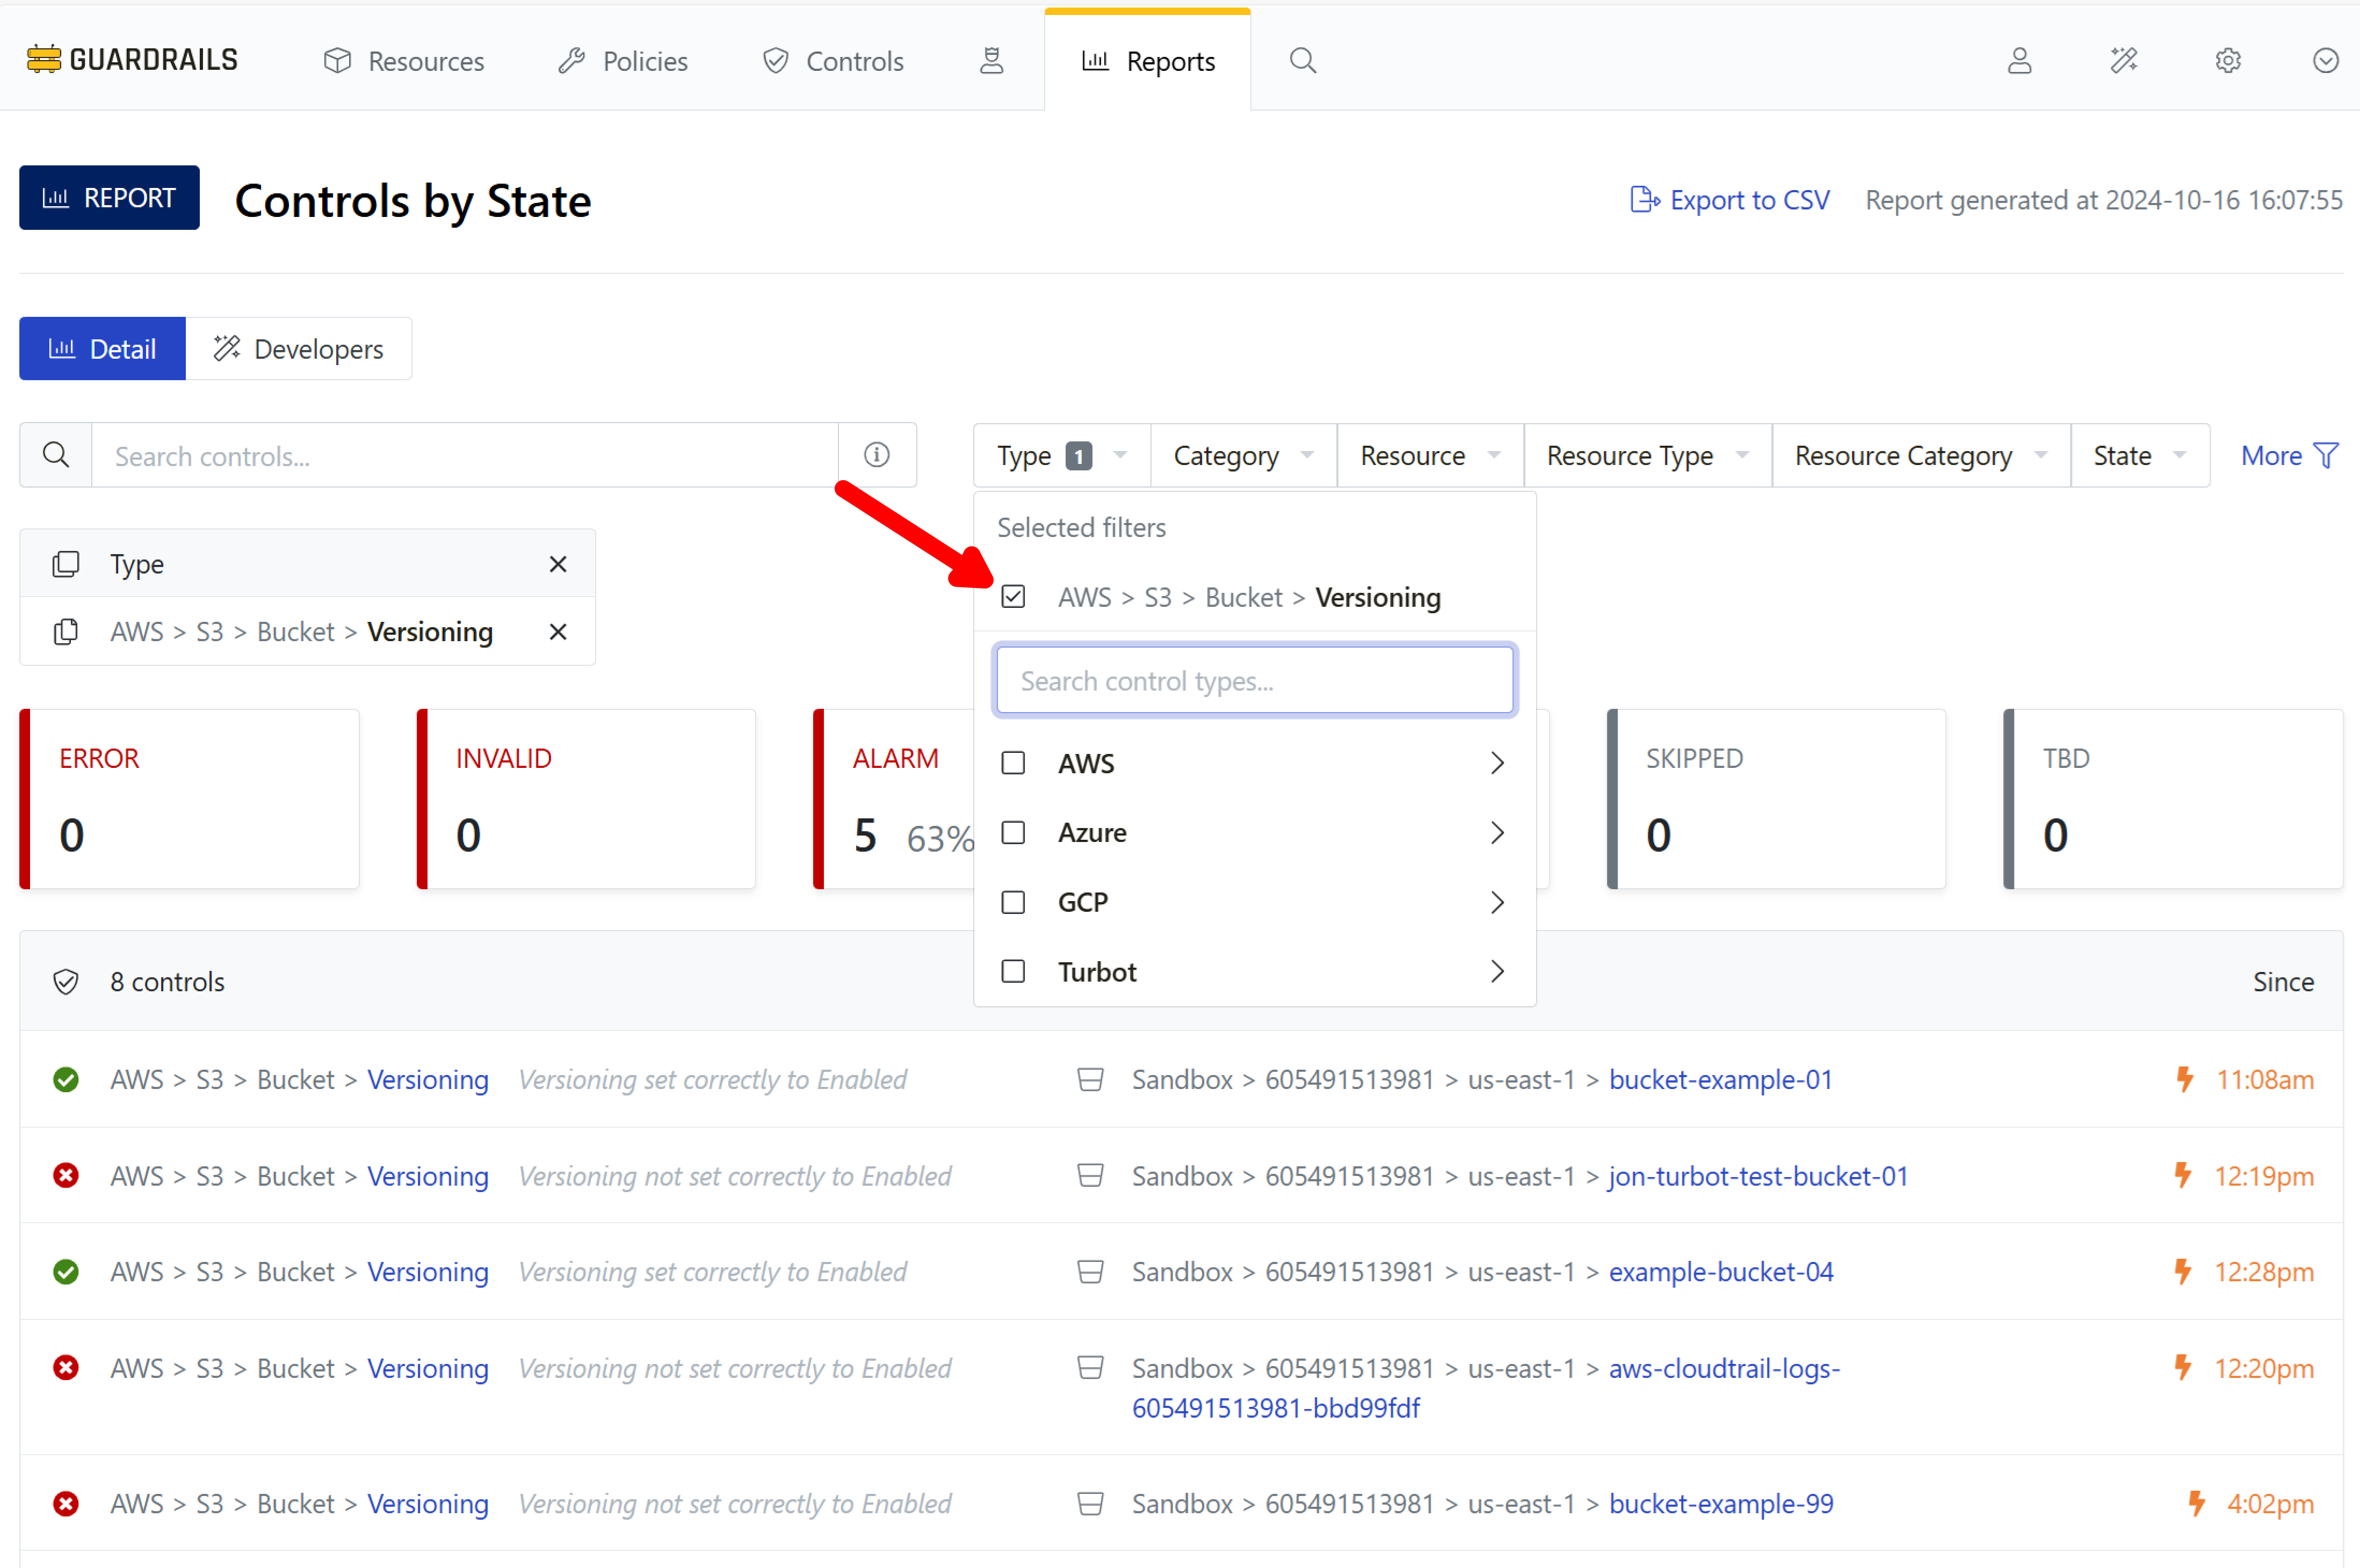 GUARDRAILS Resources Policies Controls Reports
REPORT Controls by State Export to CSV Report generated at 2024-10-16 16:07:55
Detail Developers
Search controls... Type 1 Category Resource Resource Type Resource Category State More
Selected filters
Type
AWS > S3 > Bucket > Versioning
AWS > S3 > Bucket > Versioning
Search control types...
ERROR INVALID ALARM SKIPPED TBD
0 0 5 63% 0 0
AWS
Azure
GCP
Turbot
8 controls Since
AWS > S3 > Bucket > Versioning Versioning set correctly to Enabled Sandbox > 605491513981 > us-east-1 > bucket-example-01 11:08am
AWS > S3 > Bucket > Versioning Versioning not set correctly to Enabled Sandbox > 605491513981 > us-east-1 > jon-turbot-test-bucket-01 12:19pm
AWS > S3 > Bucket > Versioning Versioning set correctly to Enabled Sandbox > 605491513981 > us-east-1 > example-bucket-04 12:28pm
AWS > S3 > Bucket > Versioning Versioning not set correctly to Enabled Sandbox > 605491513981 > us-east-1 > aws-cloudtrail-logs- 12:20pm
605491513981-bbd99fdf
AWS > S3 > Bucket > Versioning Versioning not set correctly to Enabled Sandbox > 605491513981 > us-east-1 > bucket-example-99 4:02pm